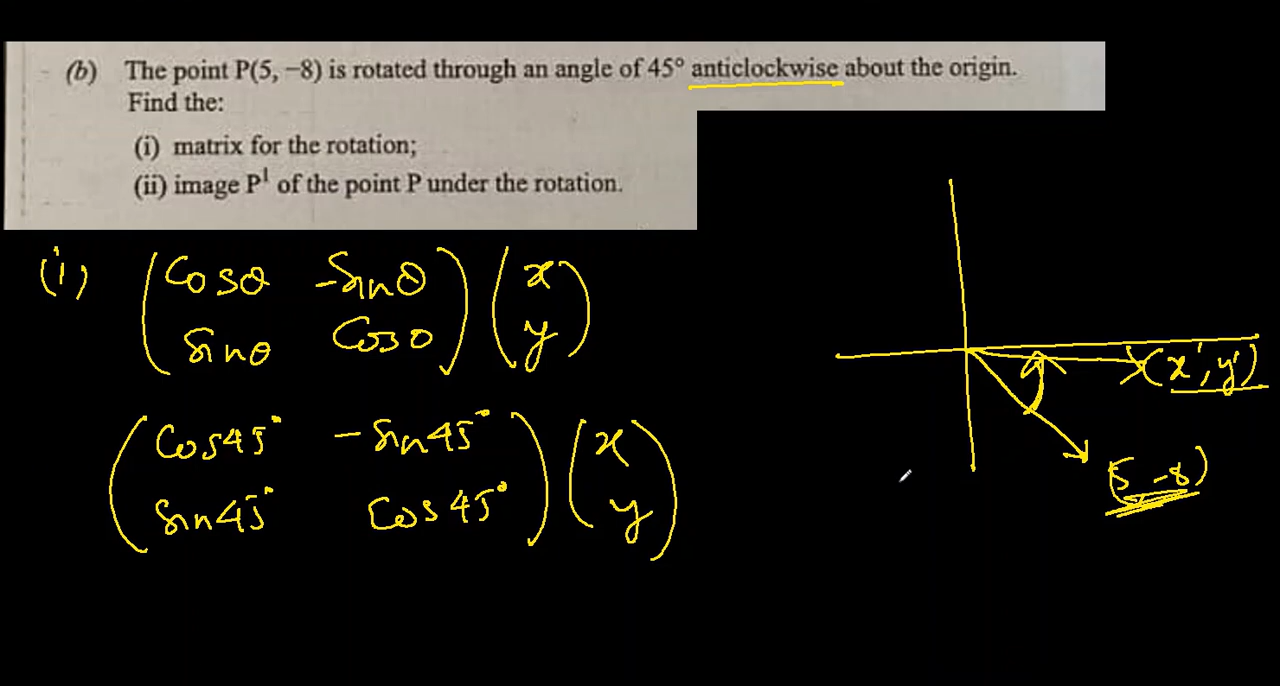 (b) The point P(5, −8) is rotated through an angle of 45° anticlockwise about the origin.
Find the:
(i) matrix for the rotation;
(ii) image P¹ of the point P under the rotation.
(i) (Cosθ -Sinθ) (x)
(Sinθ Cosθ) (y)
(Cos45° -Sin45°) (x)
(Sin45° Cos45°) (y)
(x', y')
(5, -8)